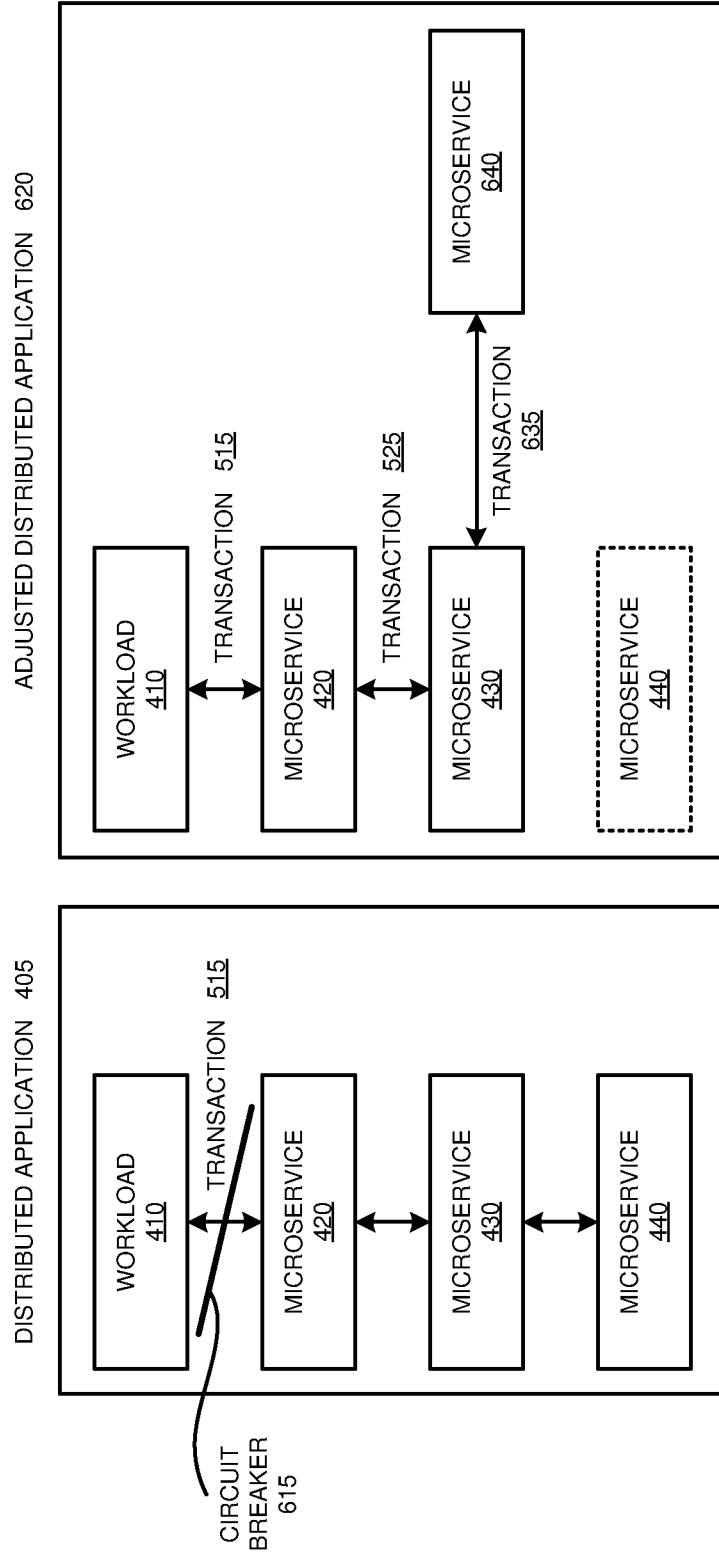 DISTRIBUTED APPLICATION 405
WORKLOAD
410
TRANSACTION 515
CIRCUIT
BREAKER
615
MICROSERVICE
420
MICROSERVICE
430
MICROSERVICE
440
ADJUSTED DISTRIBUTED APPLICATION 620
WORKLOAD
410
TRANSACTION 515
MICROSERVICE
420
TRANSACTION 525
MICROSERVICE
430
TRANSACTION
635
MICROSERVICE
640
MICROSERVICE
440